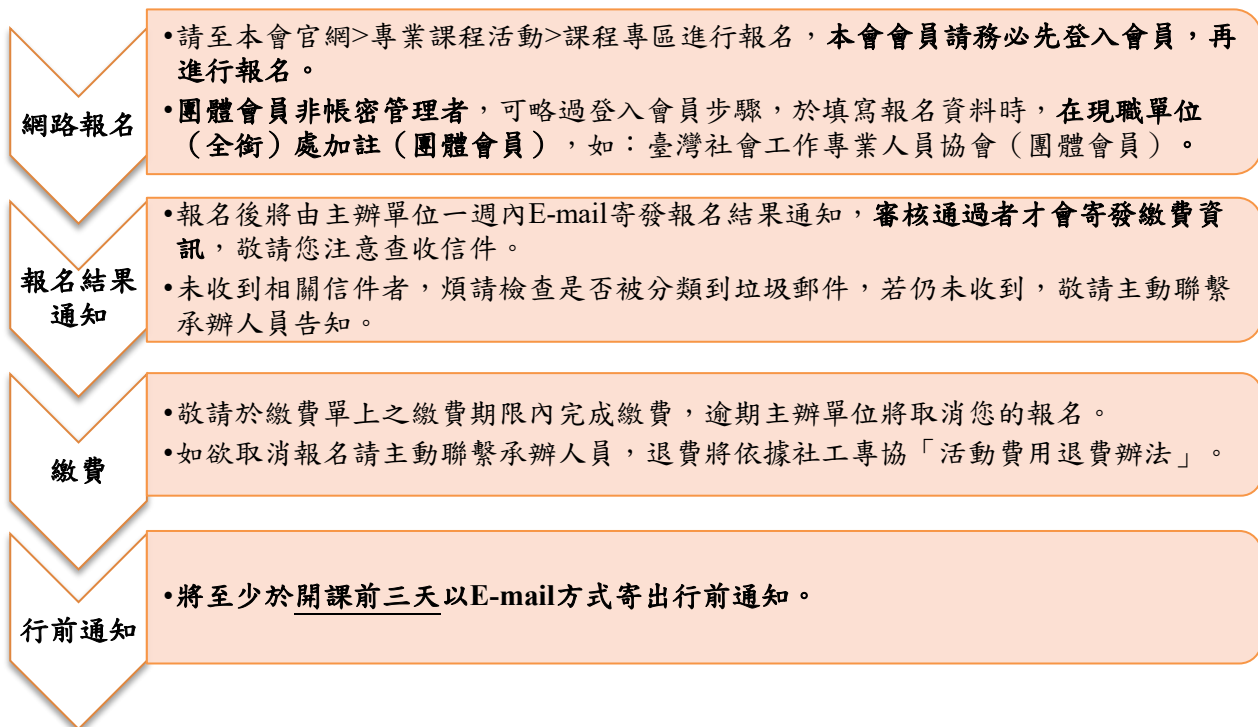 網路報名
•請至本會官網>專業課程活動>課程專區進行報名，本會會員請務必先登入會員，再
進行報名。
•團體會員非帳密管理者，可略過登入會員步驟，於填寫報名資料時，在現職單位
（全銜）處加註（團體會員），如：臺灣社會工作專業人員協會（團體會員）。
報名結果
通知
•報名後將由主辦單位一週內E-mail寄發報名結果通知，審核通過者才會寄發繳費資
訊，敬請您注意查收信件。
•未收到相關信件者，煩請檢查是否被分類到垃圾郵件，若仍未收到，敬請主動聯繫
承辦人員告知。
繳費
•敬請於繳費單上之繳費期限內完成繳費，逾期主辦單位將取消您的報名。
•如欲取消報名請主動聯繫承辦人員，退費將依據社工專協「活動費用退費辦法」。
行前通知
•將至少於開課前三天以E-mail方式寄出行前通知。